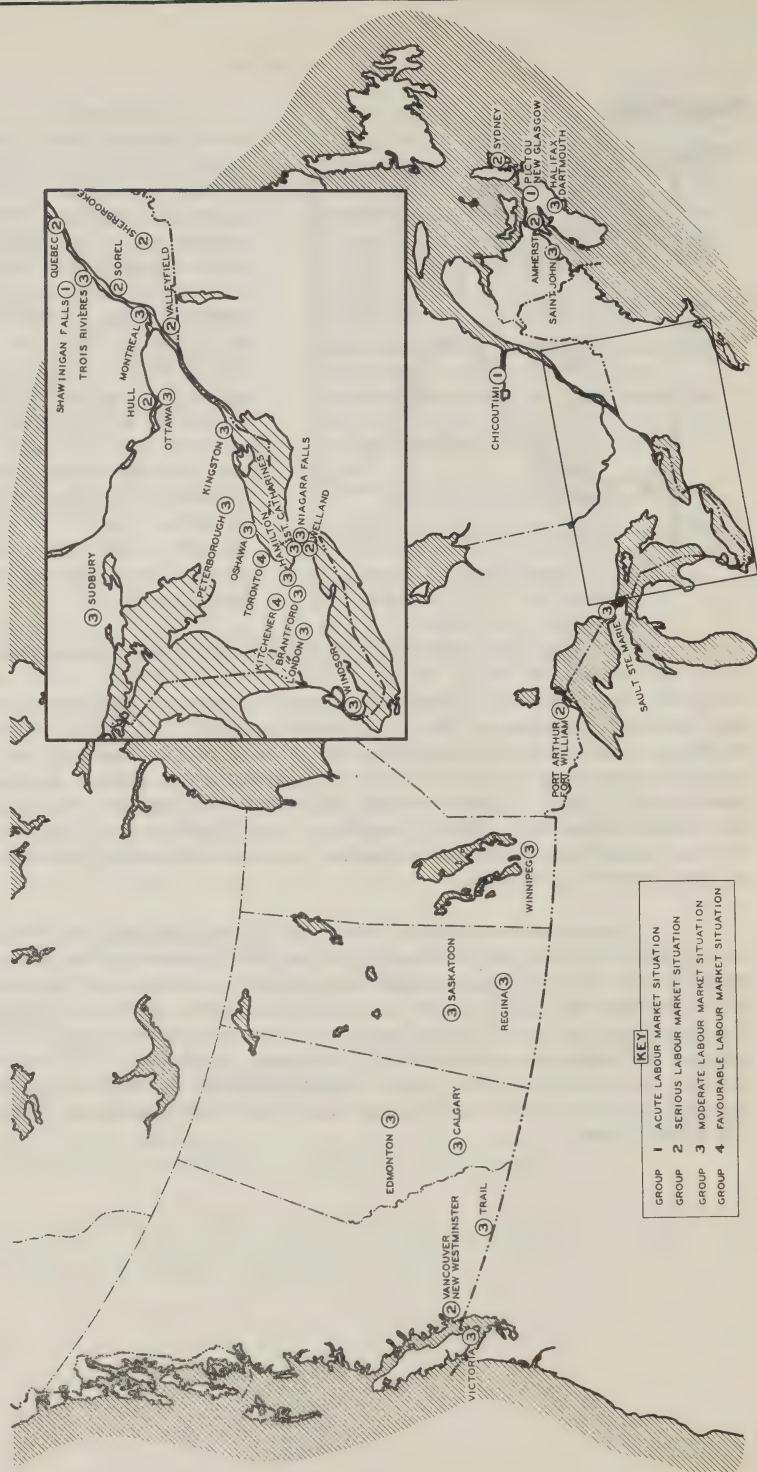 QUEBEC 2
SHAWINIGAN FALLS 1
TROIS RIVIÈRES 3
SHERBROOKE
2
2 SOREL
MONTREAL 3
2 VALLEYFIELD
HULL
2
OTTAWA 3
KINGSTON 3
3 SUDBURY
PETERBOROUGH 3
OSHAWA 3
TORONTO 4
HAMILTON
3
ST CATHARINES
3
3 NIAGARA FALLS
2 WELLAND
KITCHENER 4
BRANTFORD 3
LONDON 3
WINDSOR
3
2 SYDNEY
1 PICTOU
NEW GLASGOW
3 HALIFAX
DARTMOUTH
AMHERST 2
SAINT JOHN 3
CHICOUTIMI 1
3
SAULT STE MARIE
PORT ARTHUR
FORT WILLIAM 2
WINNIPEG 3
3 SASKATOON
REGINA 3
EDMONTON 3
3 CALGARY
3 TRAIL
2 VANCOUVER
NEW WESTMINSTER
VICTORIA 3
KEY
GROUP 1 ACUTE LABOUR MARKET SITUATION
GROUP 2 SERIOUS LABOUR MARKET SITUATION
GROUP 3 MODERATE LABOUR MARKET SITUATION
GROUP 4 FAVOURABLE LABOUR MARKET SITUATION